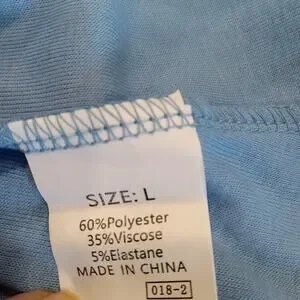 SIZE: L
60%Polyester
35%Viscose
5%Elastane
MADE IN CHINA
018-2